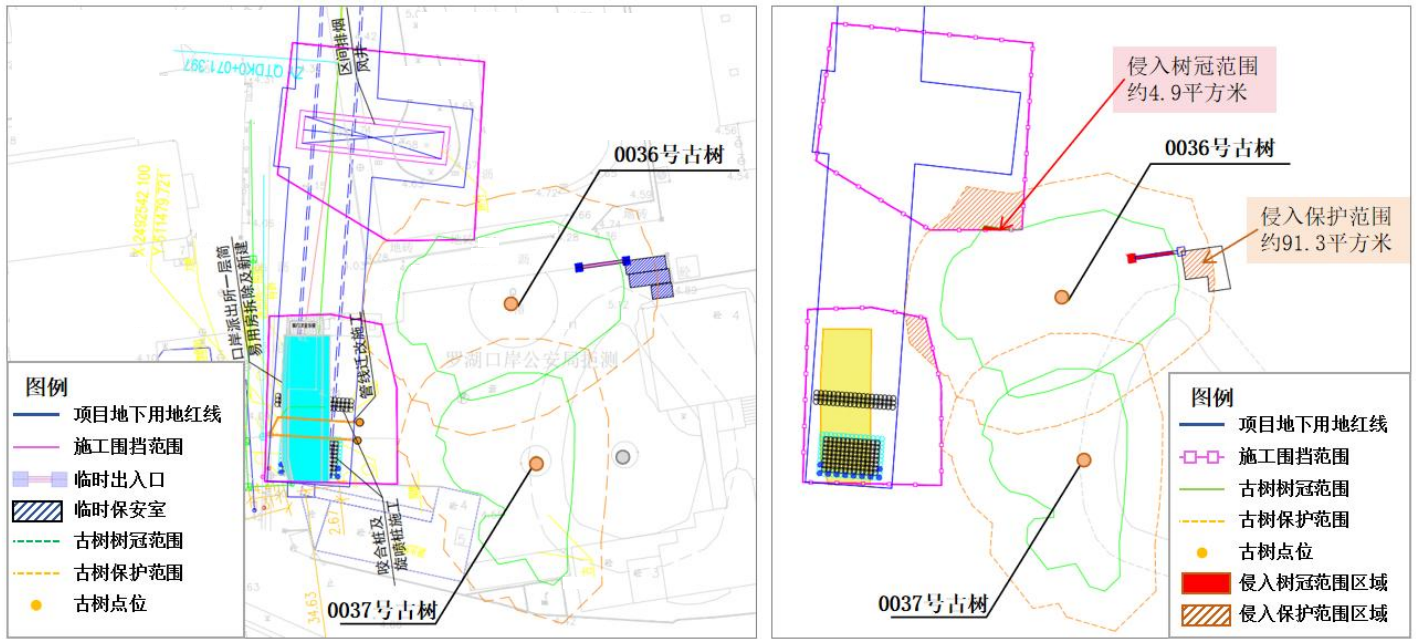 ZYQTDK0+071.397
区间排烟
风井
X:2492542.100
Y:511479.721
0036号古树
口岸派出所一层简
易用房拆除及新建
管线迁改施工
罗湖口岸公安局拒测
咬合桩及
旋喷桩施工
0037号古树
34.63
图例
项目地下用地红线
施工围挡范围
临时出入口
临时保安室
古树树冠范围
古树保护范围
古树点位
侵入树冠范围
约4.9平方米
0036号古树
侵入保护范围
约91.3平方米
0037号古树
图例
项目地下用地红线
施工围挡范围
古树树冠范围
古树保护范围
古树点位
侵入树冠范围区域
侵入保护范围区域